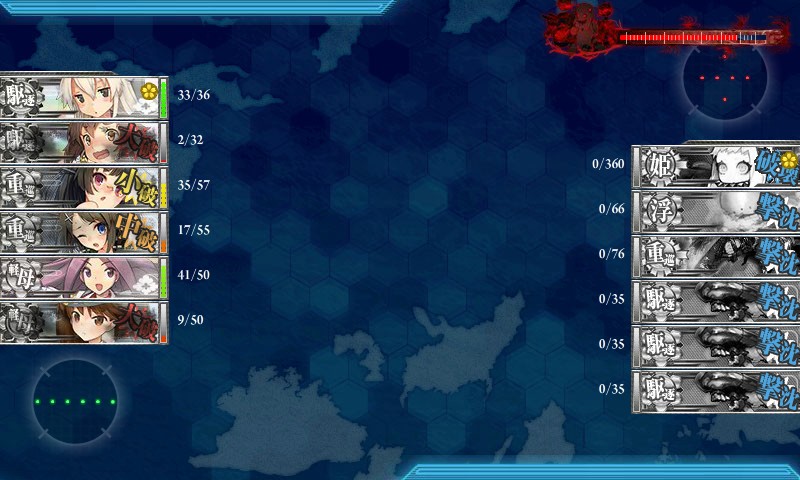 駆逐
33/36
駆逐 大破
2/32
重巡 小破
35/57
重巡 中破
17/55
軽母
41/50
軽母 大破
9/50
0/360
姫 破壊
0/66
浮 撃沈
0/76
重巡 撃沈
0/35
駆逐 撃沈
0/35
駆逐 撃沈
0/35
駆逐 撃沈